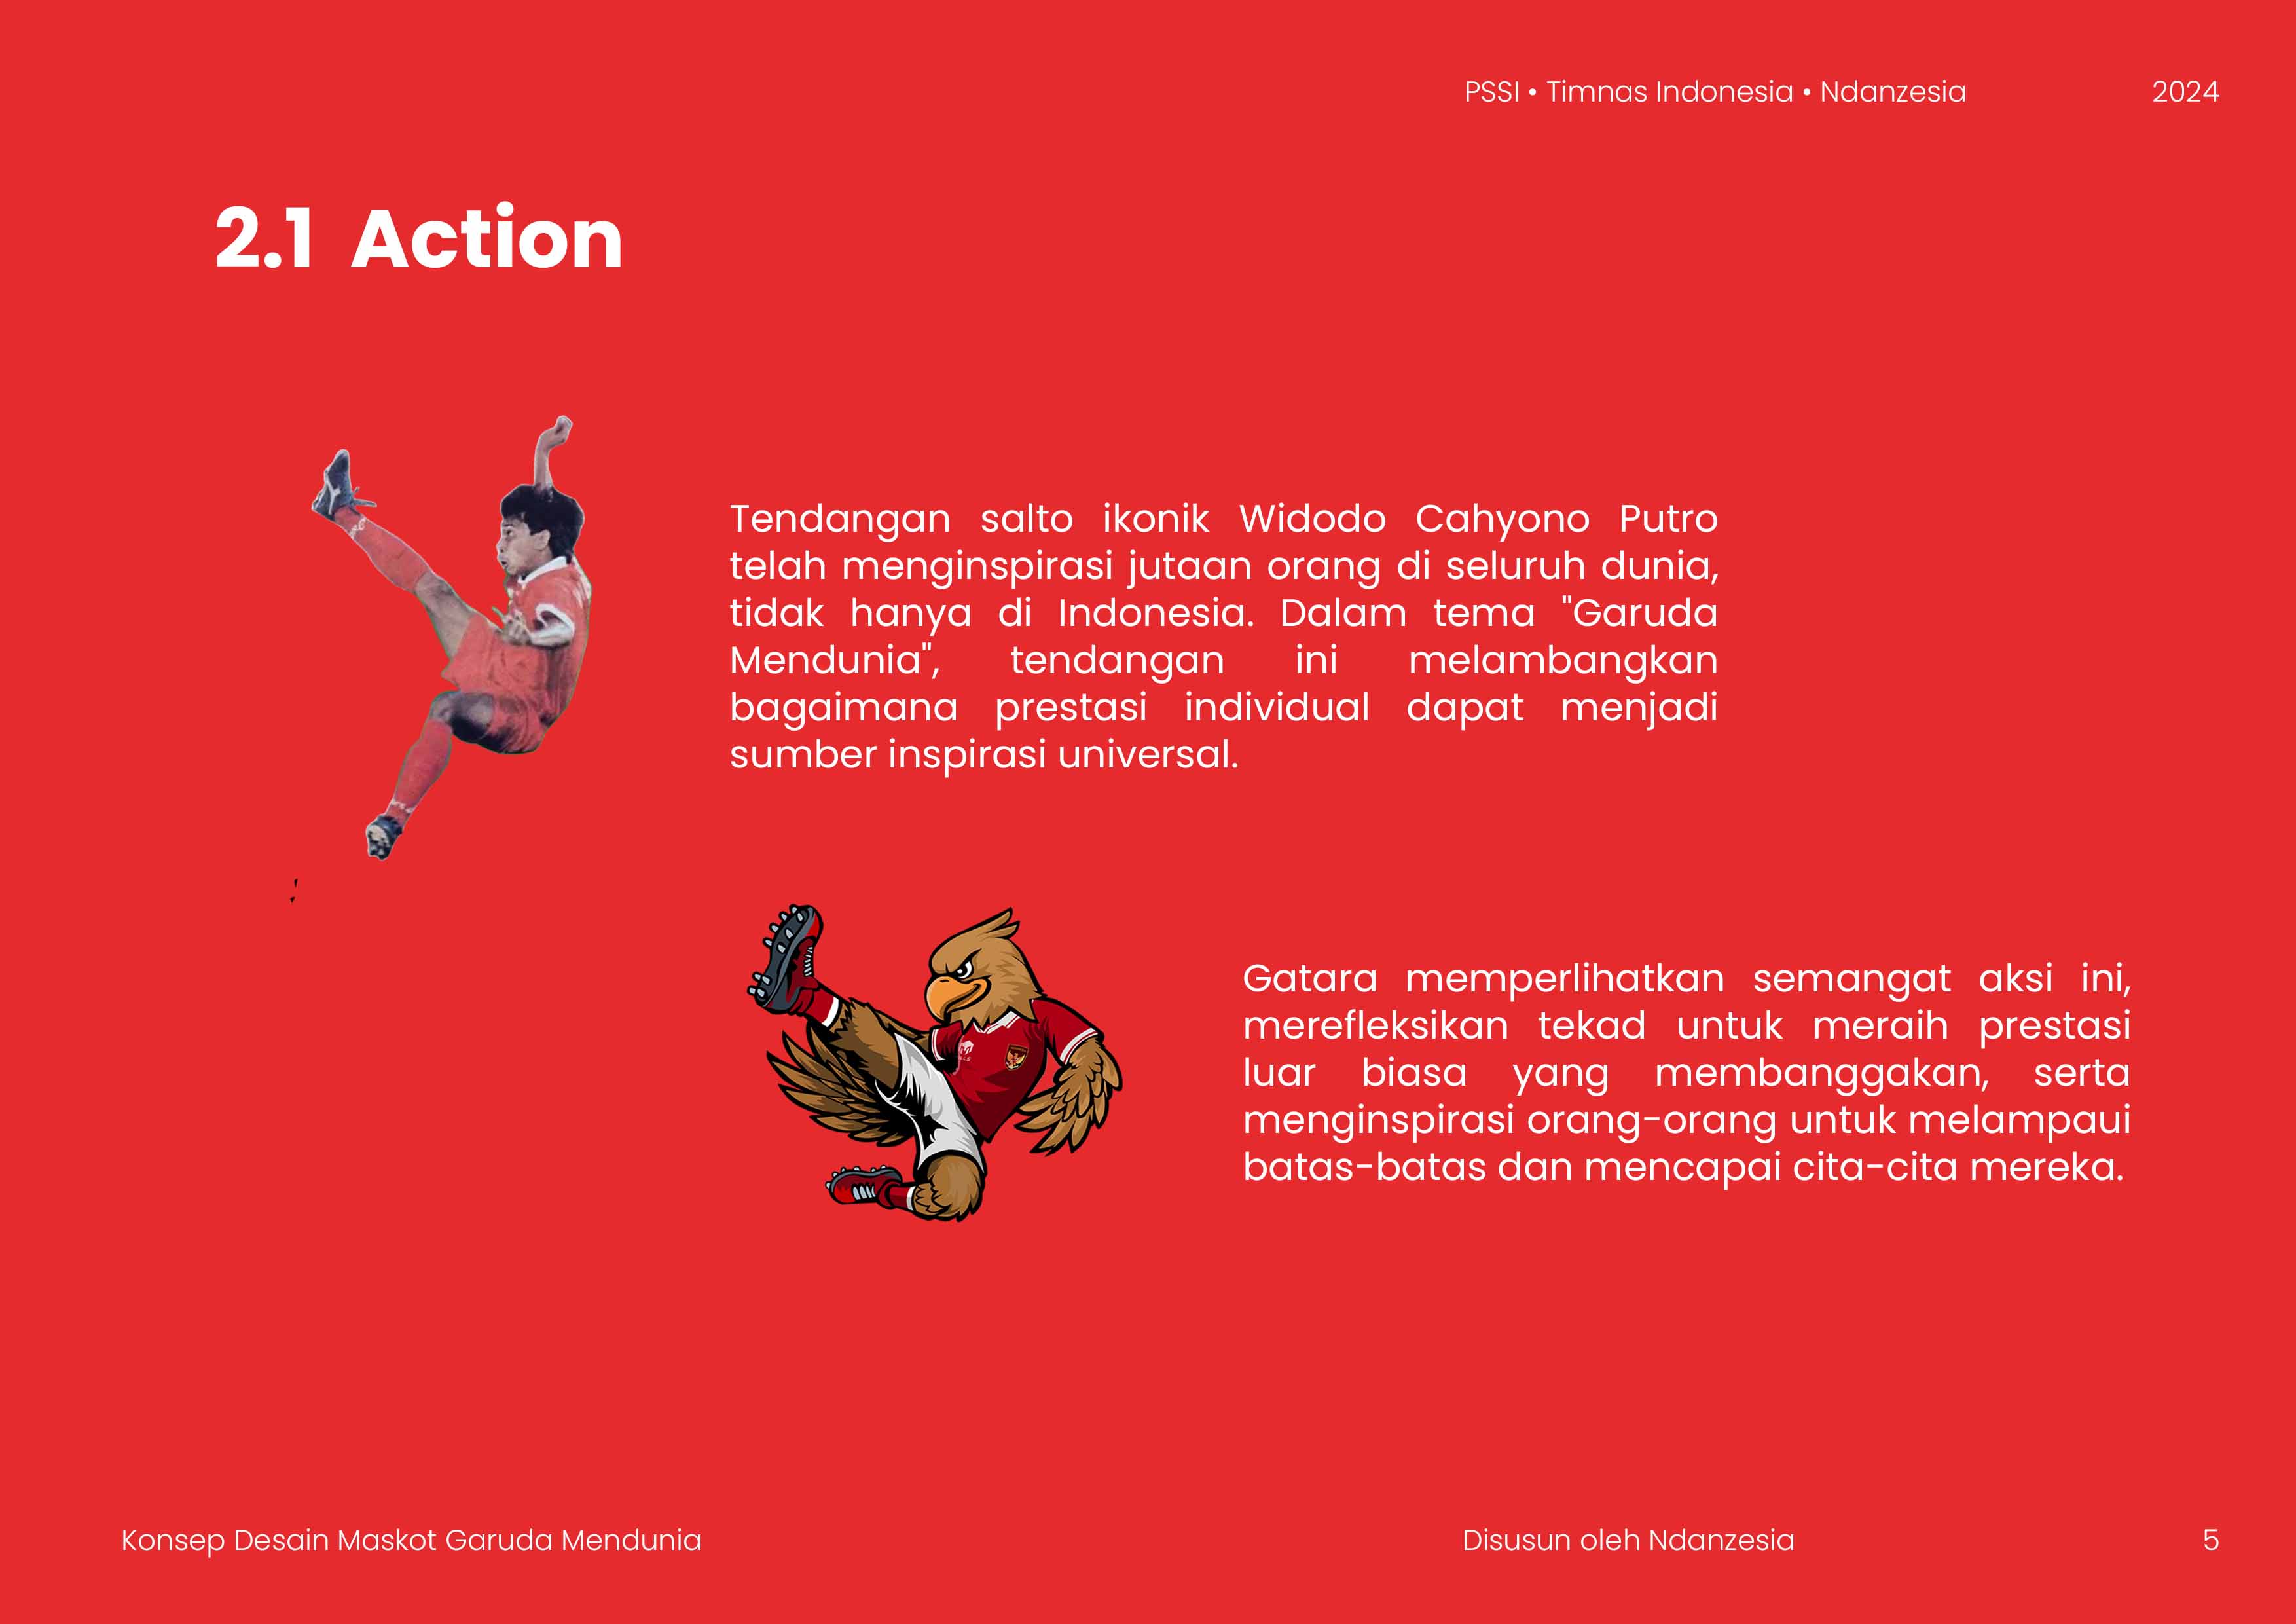 PSSI • Timnas Indonesia • Ndanzesia
2024
2.1 Action
Tendangan salto ikonik Widodo Cahyono Putro
telah menginspirasi jutaan orang di seluruh dunia,
tidak hanya di Indonesia. Dalam tema "Garuda
Mendunia", tendangan ini melambangkan
bagaimana prestasi individual dapat menjadi
sumber inspirasi universal.
Gatara memperlihatkan semangat aksi ini,
merefleksikan tekad untuk meraih prestasi
luar biasa yang membanggakan, serta
menginspirasi orang-orang untuk melampaui
batas-batas dan mencapai cita-cita mereka.
Konsep Desain Maskot Garuda Mendunia
Disusun oleh Ndanzesia
5